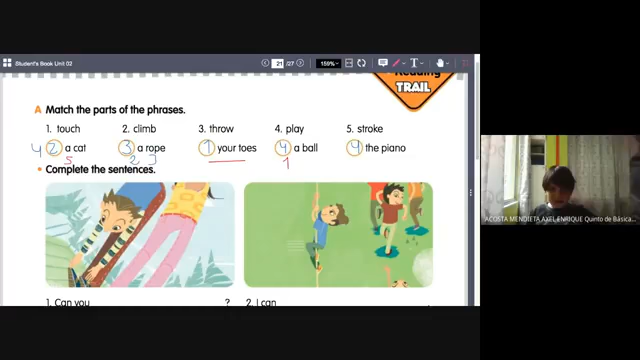 Student's Book Unit 02
21 /27
159%
Reading
TRAIL
A Match the parts of the phrases.
1. touch 2. climb 3. throw 4. play 5. stroke
4 2 a cat 3 a rope 1 your toes 4 a ball 4 the piano
5 2 3 1
Complete the sentences.
1. Can you ? 2. I can .
ACOSTA MENDIETA AXEL ENRIQUE Quinto de Básica...